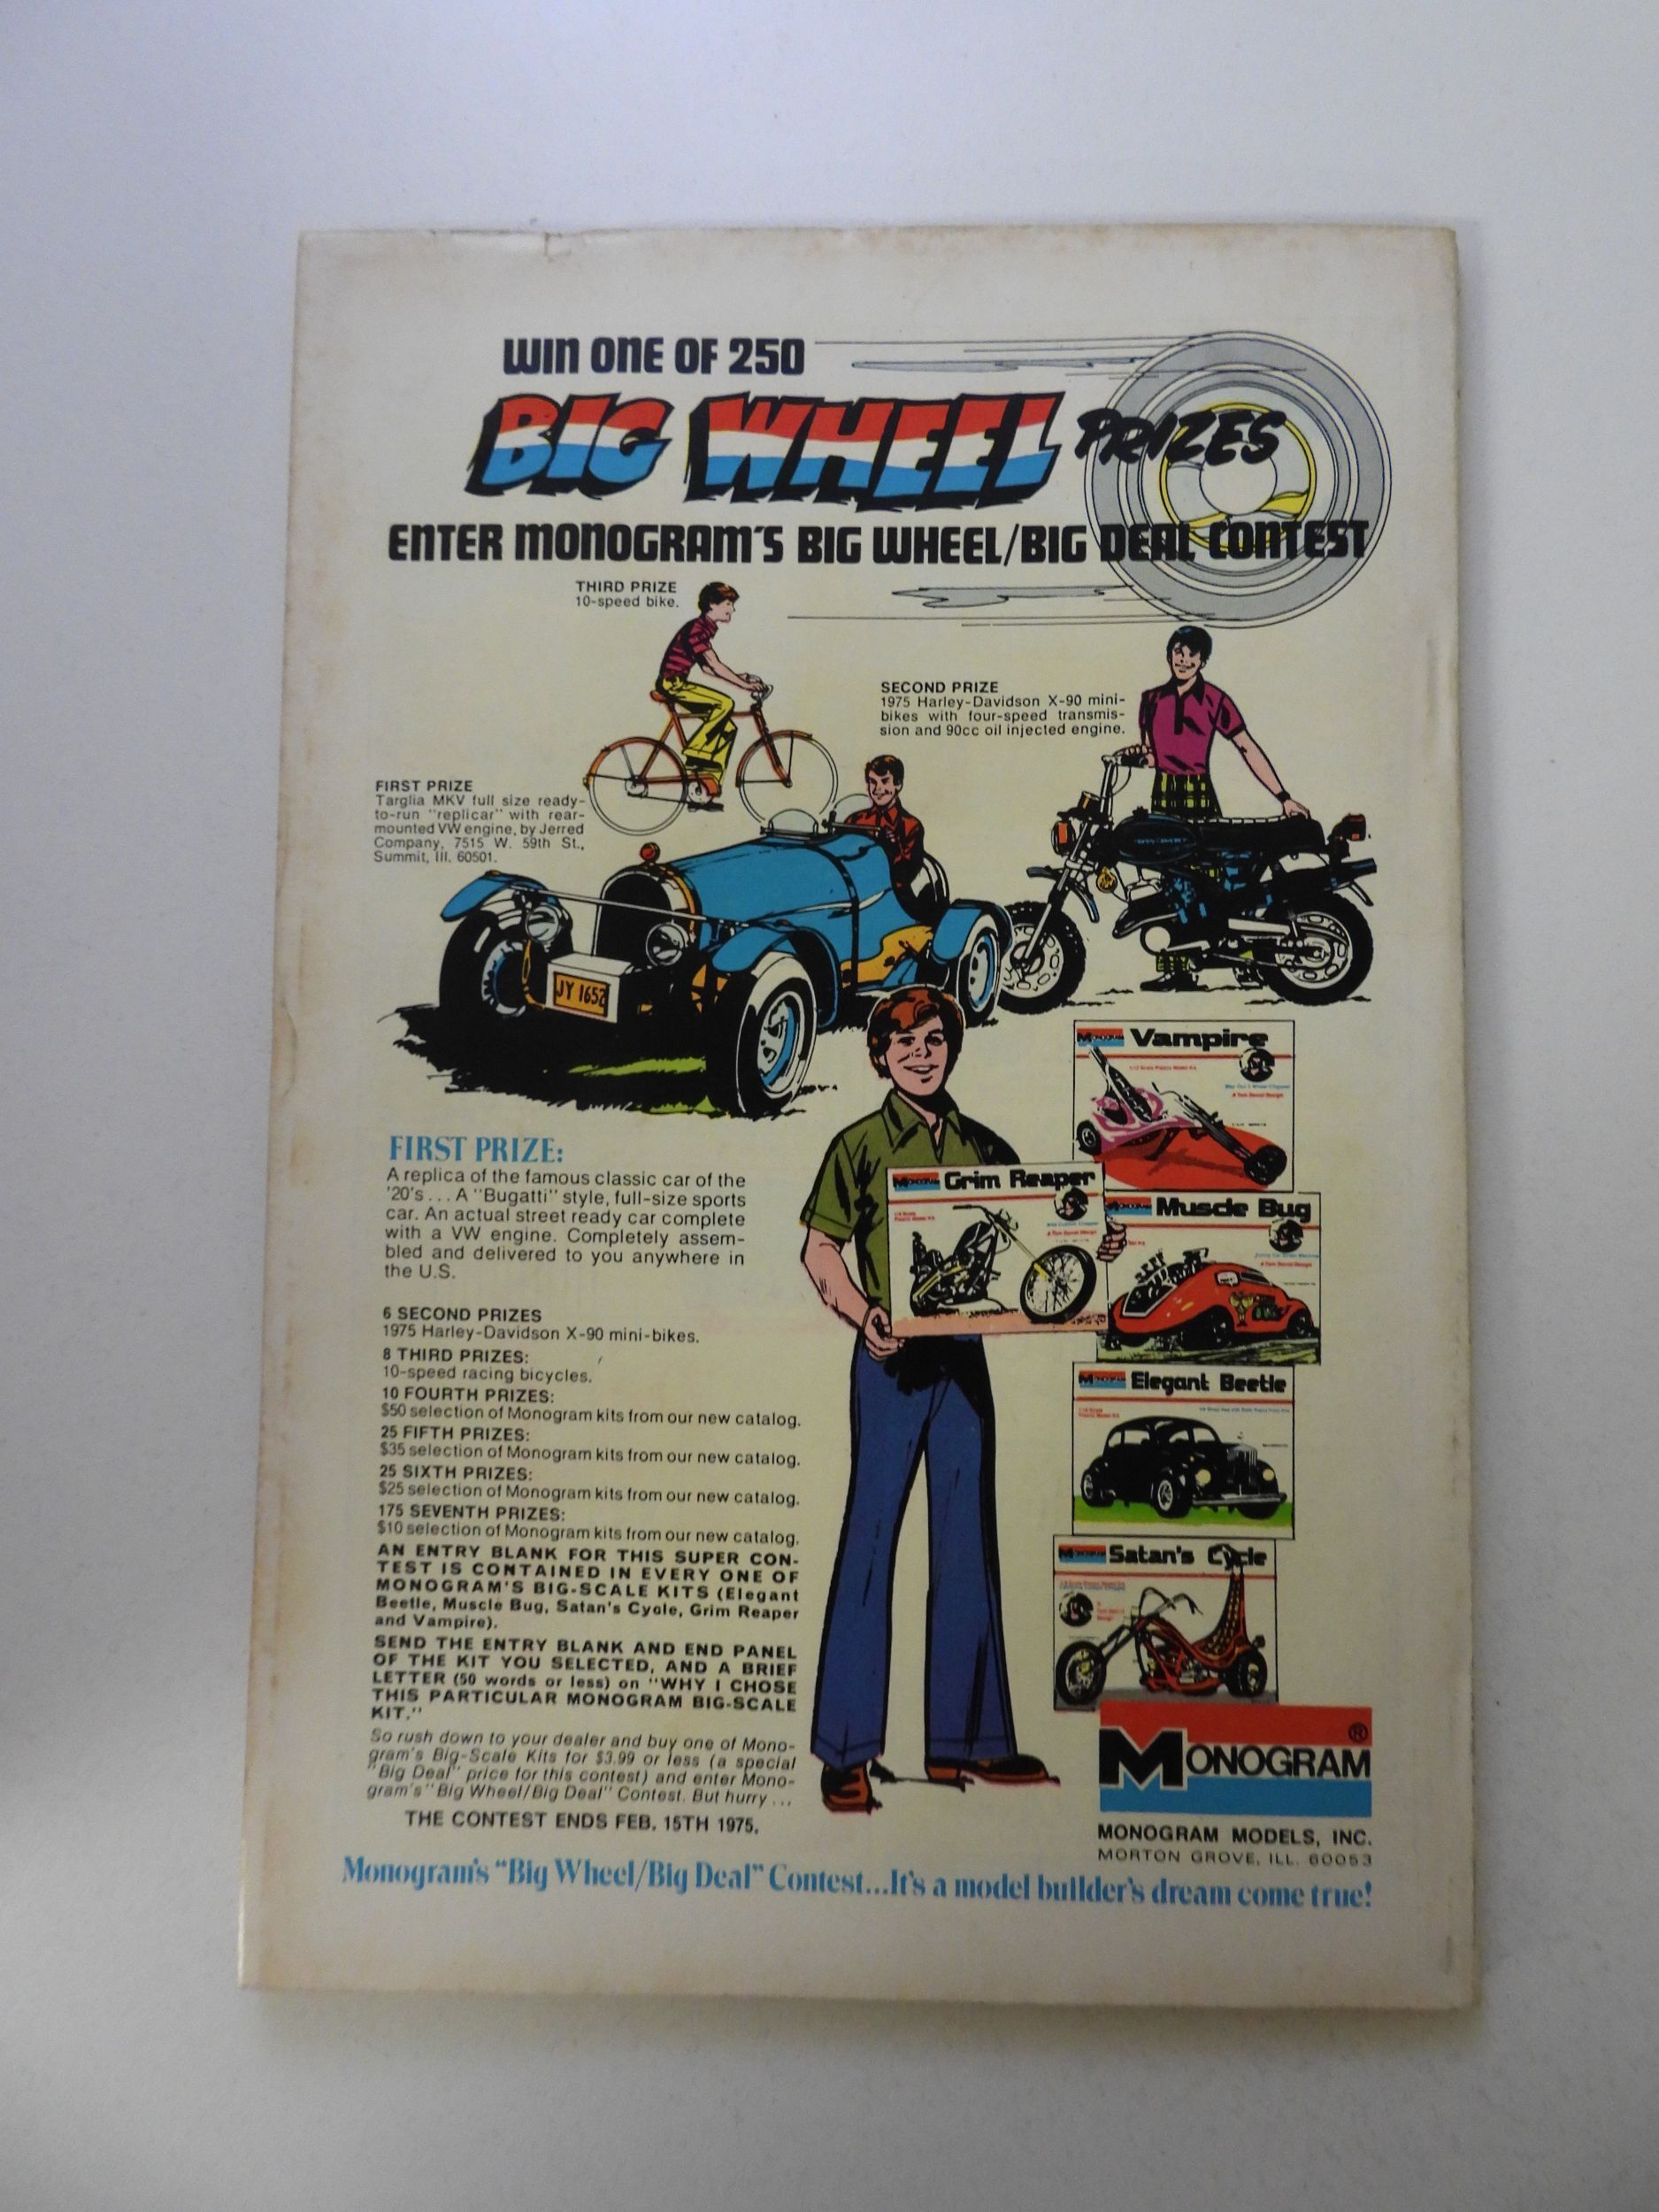 WIN ONE OF 250
BIG WHEEL PRIZES
ENTER MONOGRAM'S BIG WHEEL/BIG DEAL CONTEST
THIRD PRIZE
10-speed bike.
SECOND PRIZE
1975 Harley-Davidson X-90 mini-
bikes with four-speed transmis-
sion and 90cc oil injected engine.
FIRST PRIZE
Targlia MKV full size ready-
to-run "replicar" with rear-
mounted VW engine, by Jerred
Company, 7515 W. 59th St.,
Summit, Ill. 60501.
JY 1652
FIRST PRIZE:
A replica of the famous classic car of the
'20's... A "Bugatti" style, full-size sports
car. An actual street ready car complete
with a VW engine. Completely assem-
bled and delivered to you anywhere in
the U.S.
6 SECOND PRIZES
1975 Harley-Davidson X-90 mini-bikes.
8 THIRD PRIZES:
10-speed racing bicycles.
10 FOURTH PRIZES:
$50 selection of Monogram kits from our new catalog.
25 FIFTH PRIZES:
$35 selection of Monogram kits from our new catalog.
25 SIXTH PRIZES:
$25 selection of Monogram kits from our new catalog.
175 SEVENTH PRIZES:
$10 selection of Monogram kits from our new catalog.
AN ENTRY BLANK FOR THIS SUPER CON-
TEST IS CONTAINED IN EVERY ONE OF
MONOGRAM'S BIG-SCALE KITS (Elegant
Beetle, Muscle Bug, Satan's Cycle, Grim Reaper
and Vampire).
SEND THE ENTRY BLANK AND END PANEL
OF THE KIT YOU SELECTED, AND A BRIEF
LETTER (50 words or less) on "WHY I CHOSE
THIS PARTICULAR MONOGRAM BIG-SCALE
KIT."
So rush down to your dealer and buy one of Mono-
gram's Big-Scale Kits for $3.99 or less (a special
"Big Deal" price for this contest) and enter Mono-
gram's "Big Wheel/Big Deal" Contest. But hurry ...
THE CONTEST ENDS FEB. 15TH 1975.
MONOGRAM Vampire
MONOGRAM Grim Reaper
MONOGRAM Muscle Bug
MONOGRAM Elegant Beetle
MONOGRAM Satan's Cycle
MONOGRAM ®
MONOGRAM MODELS, INC.
MORTON GROVE, ILL. 60053
Monogram's "Big Wheel/Big Deal" Contest...It's a model builder's dream come true!